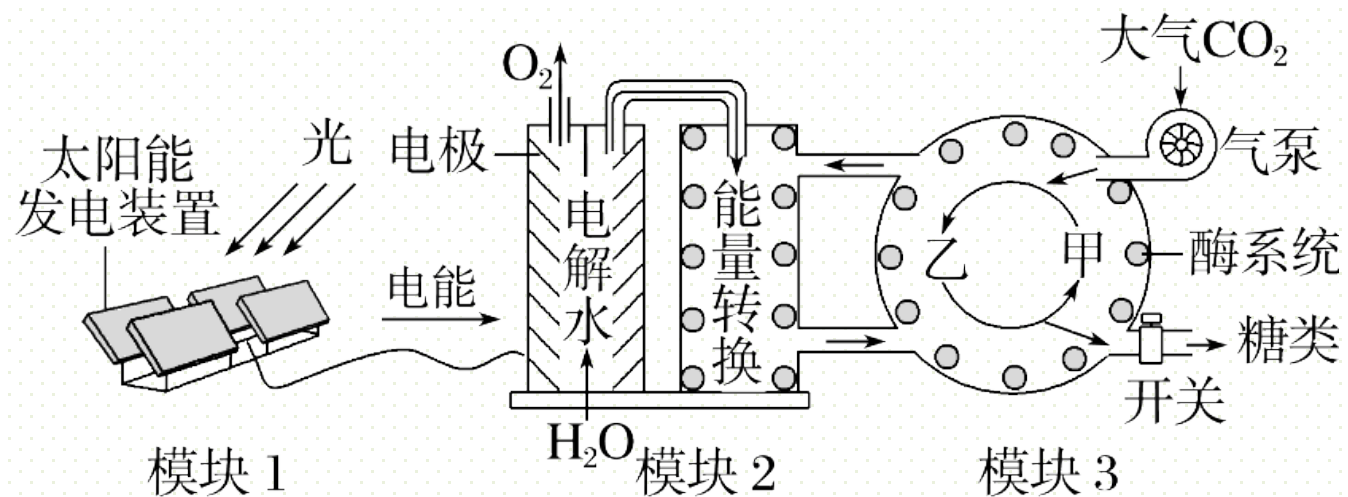 大气CO₂
O₂
太阳能
发电装置
光
电极
气泵
电解水
能量转换
乙
甲
酶系统
电能
糖类
开关
H₂O
模块1
模块2
模块3